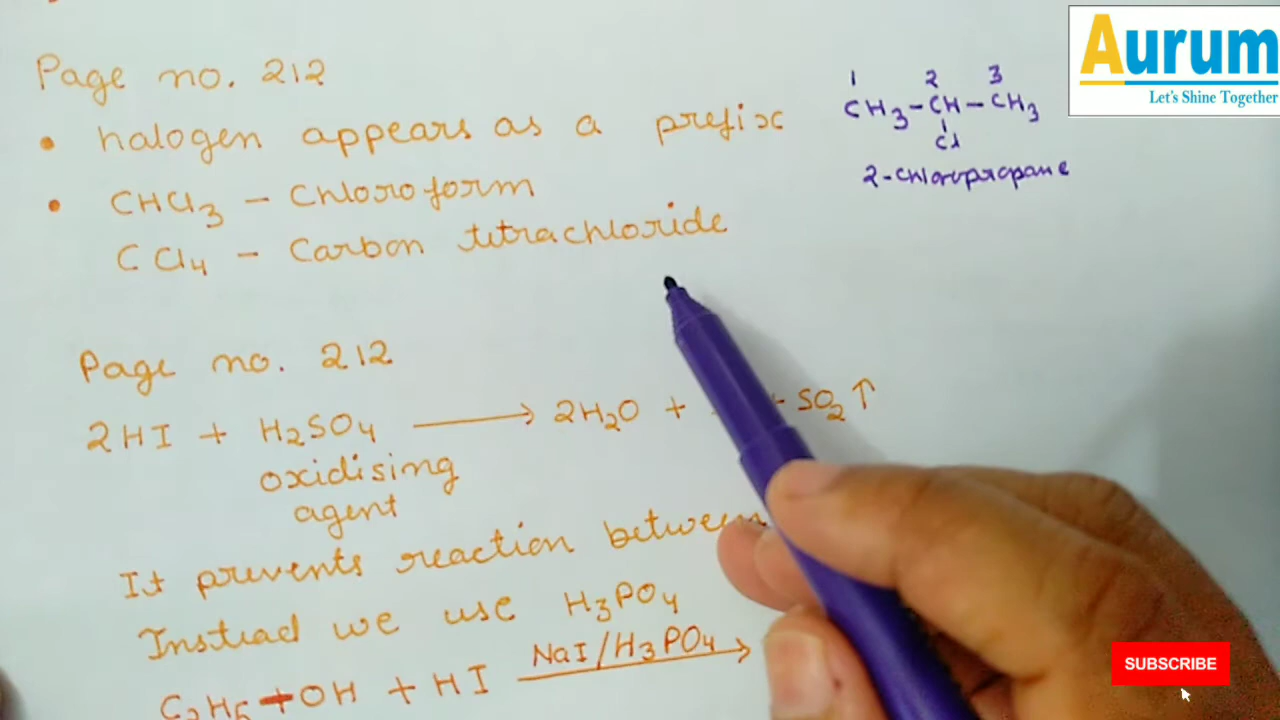 Page no. 212
• halogen appears as a prefix
• CHCl3 - Chloroform
CCl4 - Carbon tetrachloride
1 2 3
CH3-CH-CH3
Cl
2-chloropropane
Aurum
Let's Shine Together
Page no. 212
2HI + H2SO4 → 2H2O + SO2↑
oxidising
agent
It prevents reaction between
Instead we use H3PO4
C2H5+OH + HI NaI/H3PO4 →
SUBSCRIBE